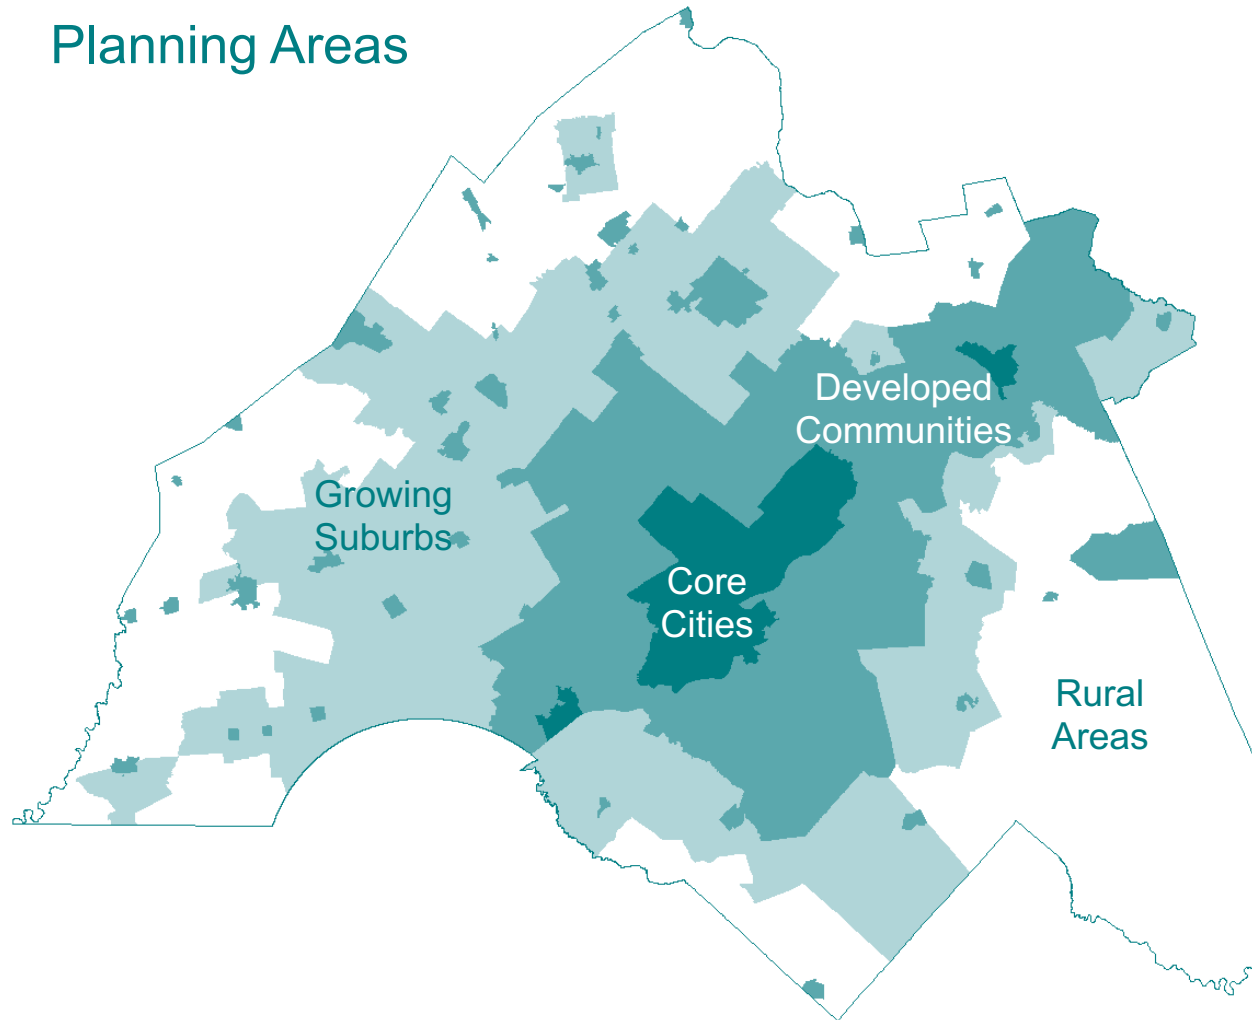 Planning Areas
Developed
Communities
Growing
Suburbs
Core
Cities
Rural
Areas